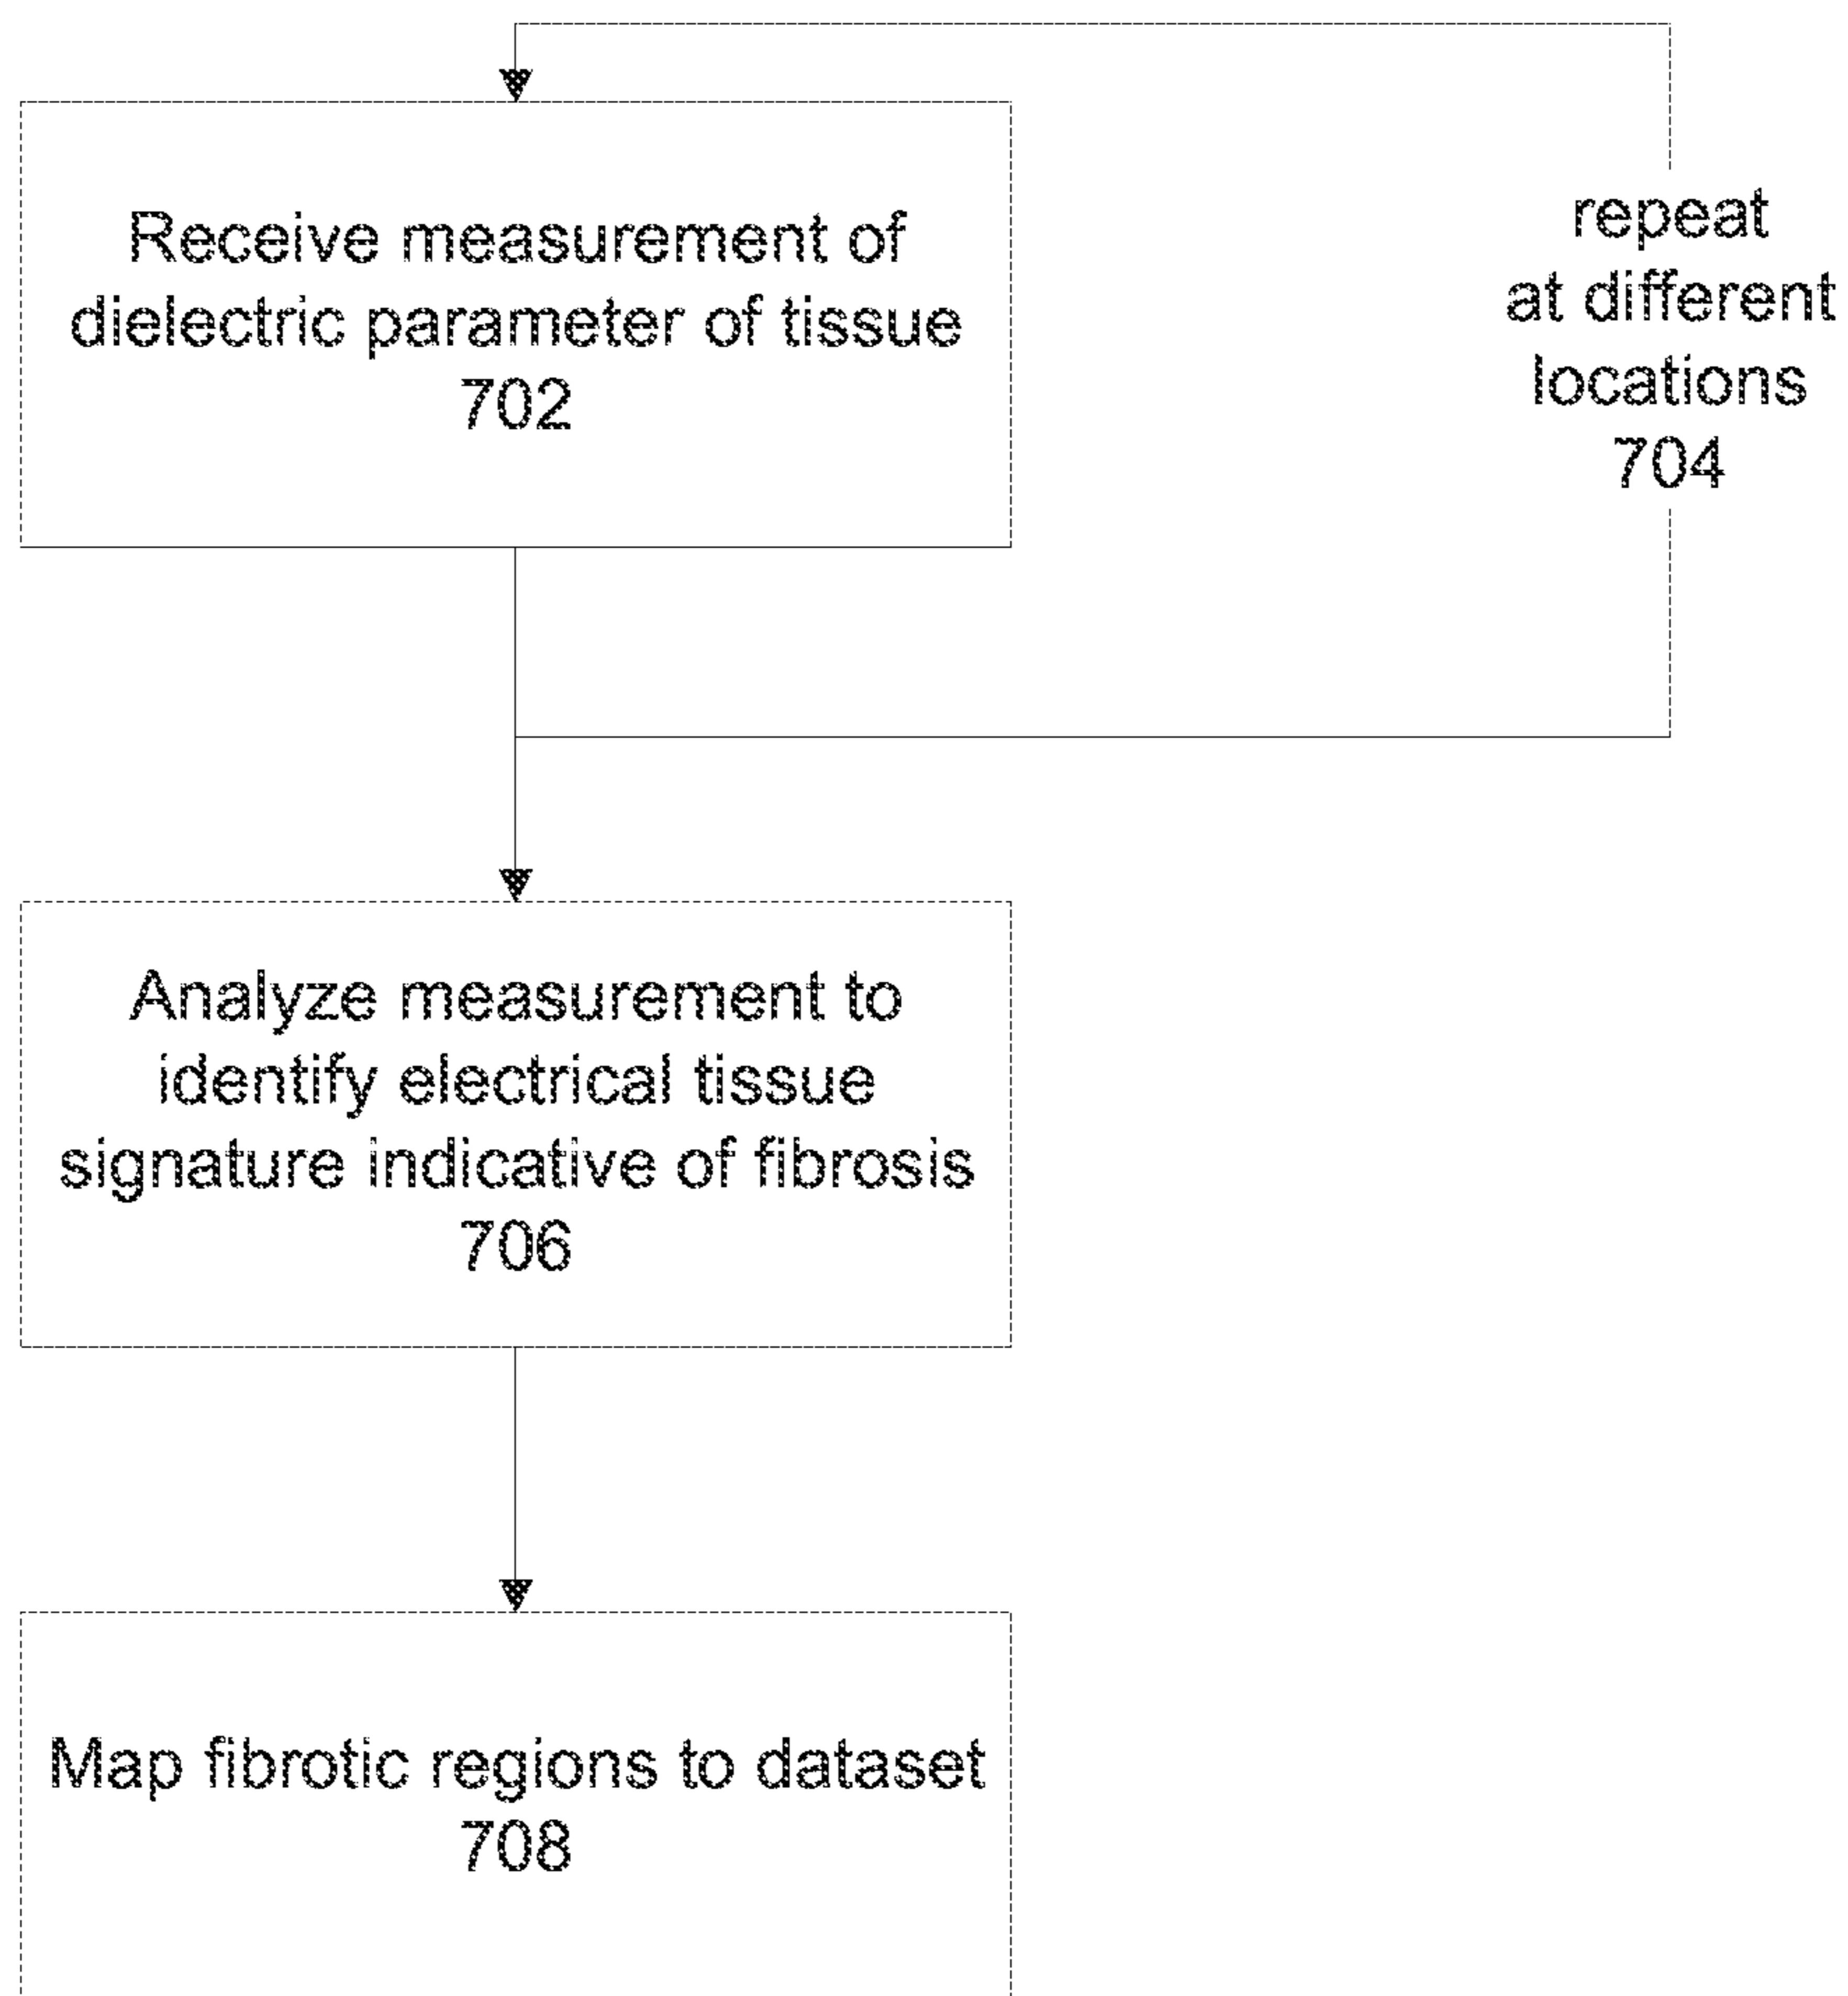 Receive measurement of
dielectric parameter of tissue
702
repeat
at different
locations
704
Analyze measurement to
identify electrical tissue
signature indicative of fibrosis
706
Map fibrotic regions to dataset
708